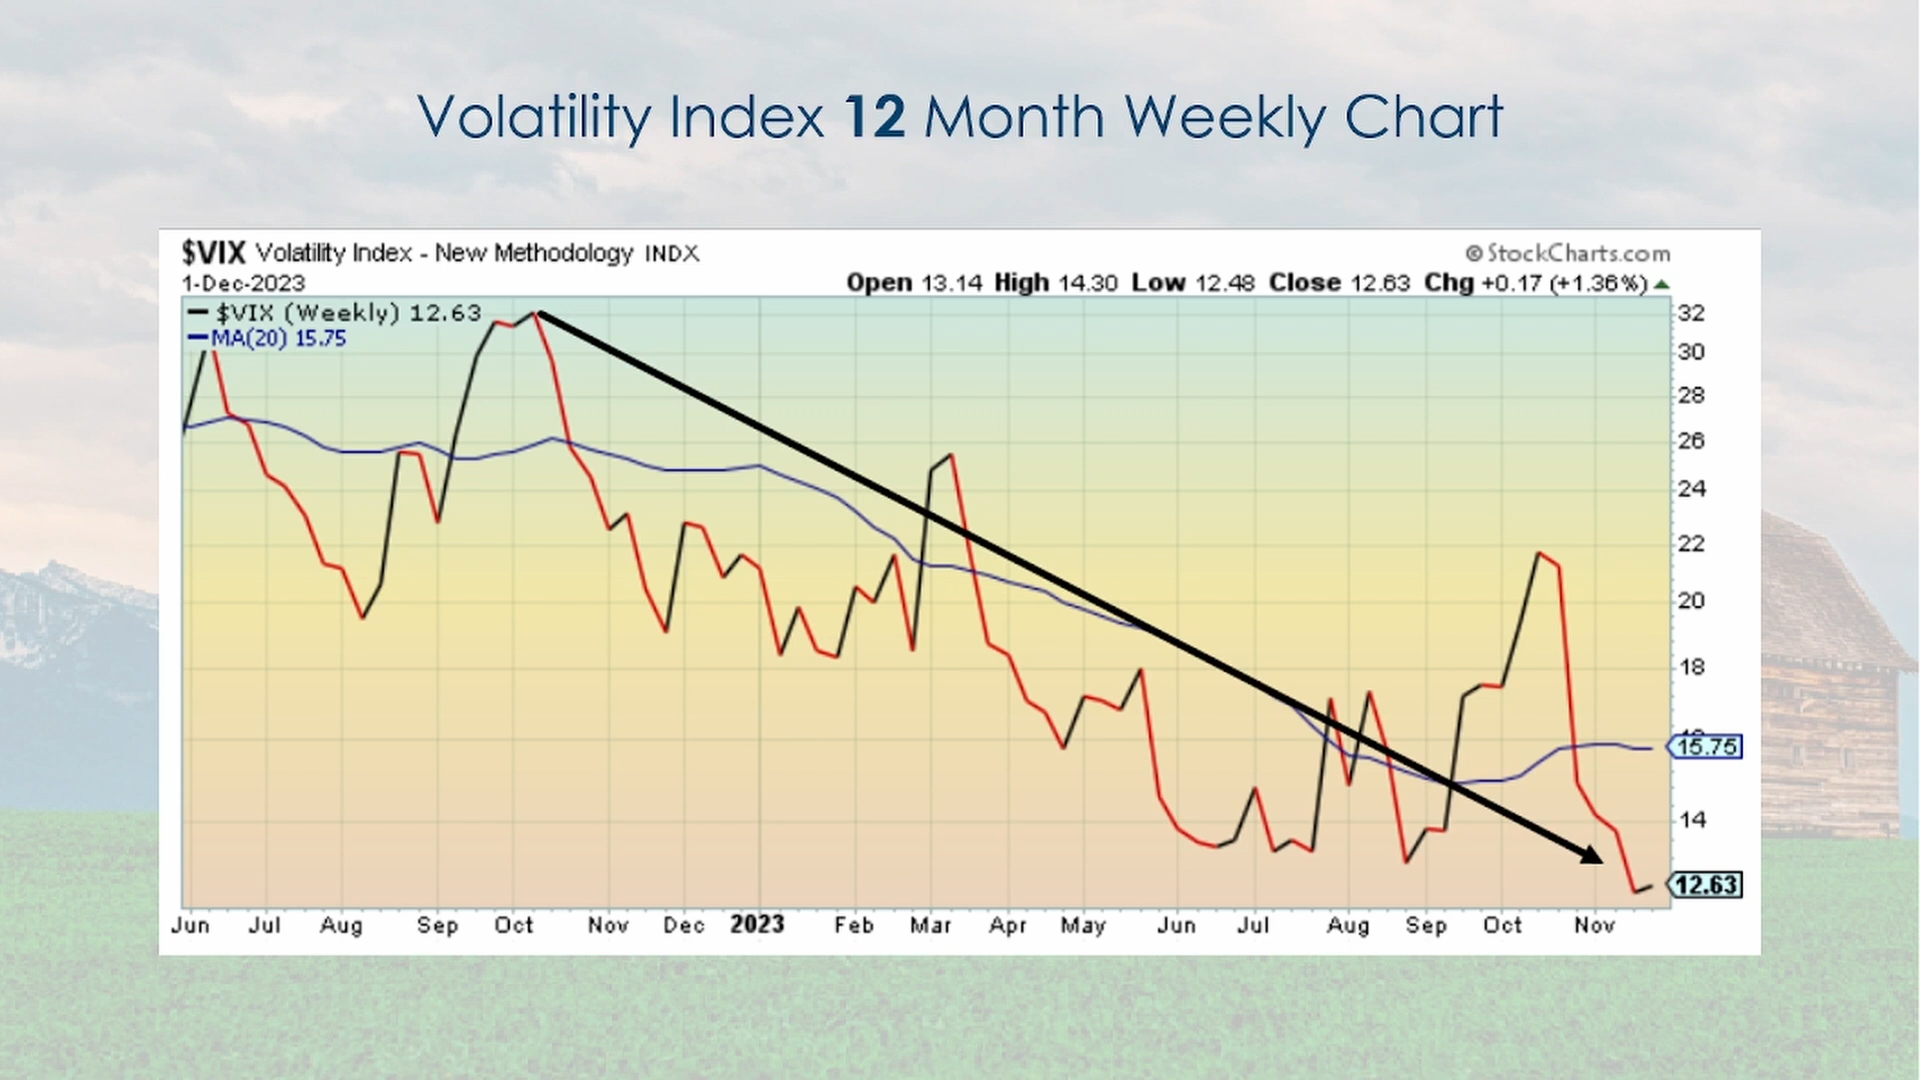 Volatility Index 12 Month Weekly Chart
$VIX Volatility Index - New Methodology INDX
© StockCharts.com
1-Dec-2023
Open 13.14 High 14.30 Low 12.48 Close 12.63 Chg +0.17 (+1.36%)
$VIX (Weekly) 12.63
MA(20) 15.75
32
30
28
26
24
22
20
18
15.75
14
12.63
Jun Jul Aug Sep Oct Nov Dec 2023 Feb Mar Apr May Jun Jul Aug Sep Oct Nov